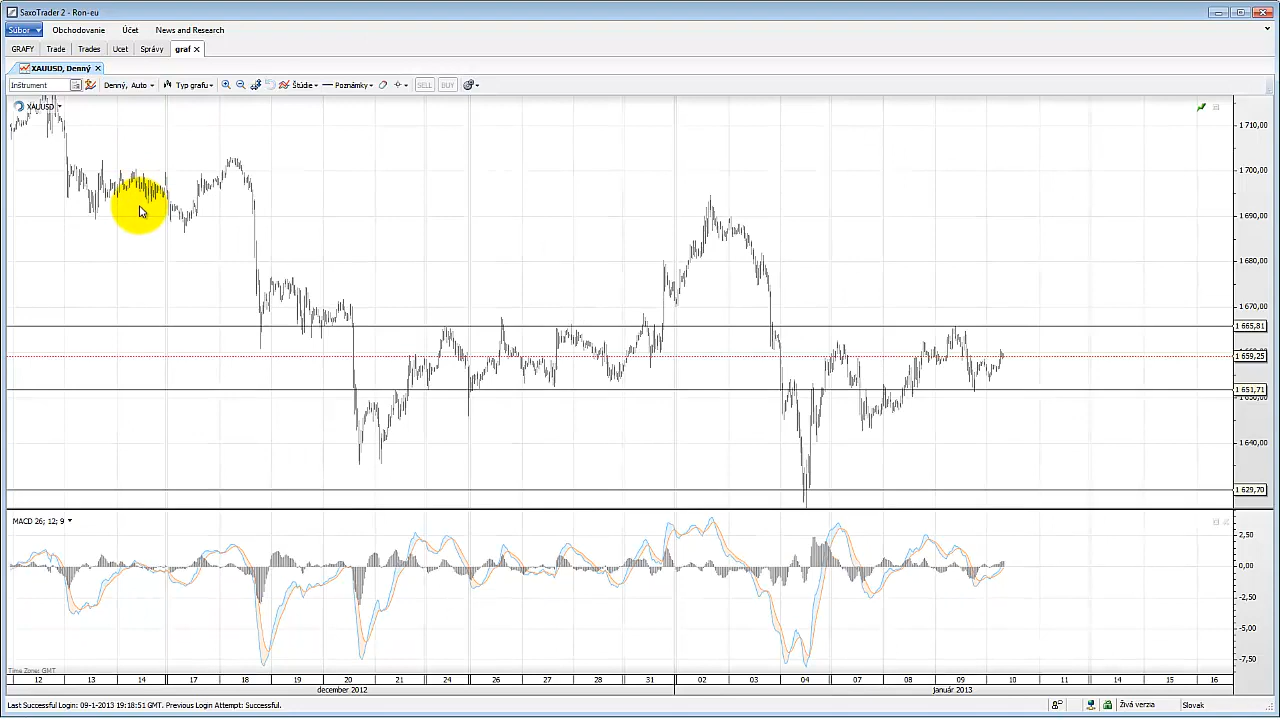 SaxoTrader 2 - Ron-eu
Súbor Obchodovanie Účet News and Research
GRAFY Trade Trades Ucet Správy graf
XAUUSD, Denný
Inštrument Denný, Auto Typ grafu Štúdie Poznámky SELL BUY
XAUUSD
1 710,00
1 700,00
1 690,00
1 680,00
1 670,00
1 665,81
1 659,25
1 651,71
1 650,00
1 640,00
1 629,70
MACD 26; 12; 9
2,50
0,00
-2,50
-5,00
-7,50
Time Zone: GMT
12 13 14 17 18 19 20 21 24 26 27 28 31 02 03 04 07 08 09 10 11 14 15 16
december 2012 január 2013
Last Successful Login: 09-1-2013 19:18:51 GMT. Previous Login Attempt: Successful. Živá verzia Slovak